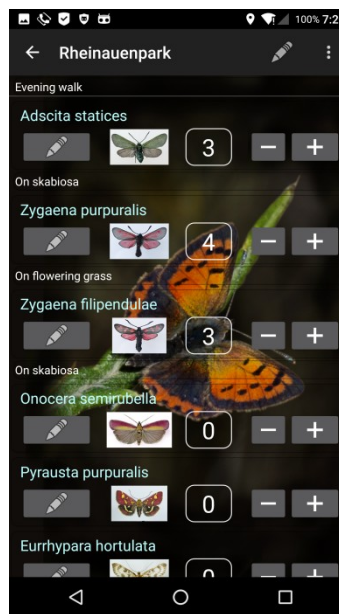 100% 7:2
Rheinauenpark
Evening walk
Adscita statices
3
On skabiosa
Zygaena purpuralis
4
On flowering grass
Zygaena filipendulae
3
On skabiosa
Onocera semirubella
0
Pyrausta purpuralis
0
Eurrhypara hortulata
0